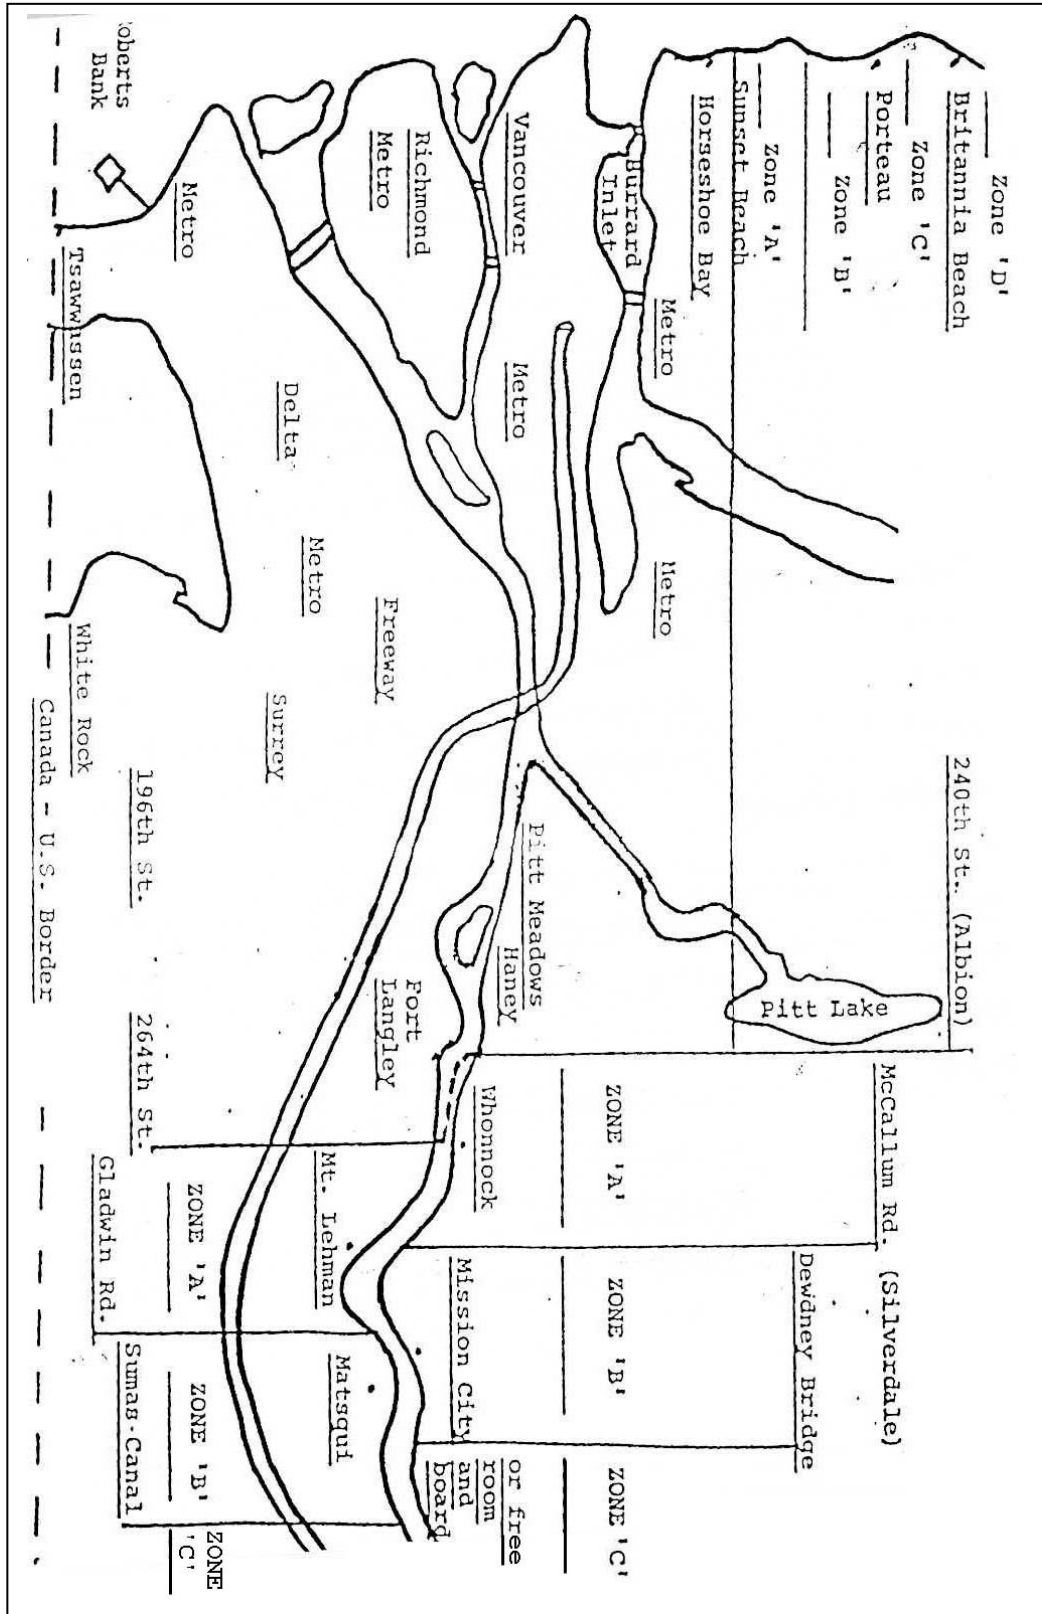 Zone 'D'
Britannia Beach
Zone 'C'
Porteau
Zone 'B'
Zone 'A'
Sunset Beach
Horseshoe Bay
Burrard
Inlet
Metro
Vancouver
Metro
Metro
Richmond
Metro
Metro
oberts
Bank
Tsawwassen
Delta
Metro
Freeway
Surrey
White Rock
Canada - U.S. Border
196th St.
264th St.
240th St. (Albion)
Pitt Lake
Pitt Meadows
Haney
Fort
Langley
McCallum Rd. (Silverdale)
ZONE 'A'
Whonnock
Mt. Lehman
ZONE 'A'
Gladwin Rd.
Dewdney Bridge
ZONE 'B'
Mission City
Matsqui
ZONE 'B'
Sumas-Canal
ZONE 'C'
or free
room
and
board
ZONE
'C'